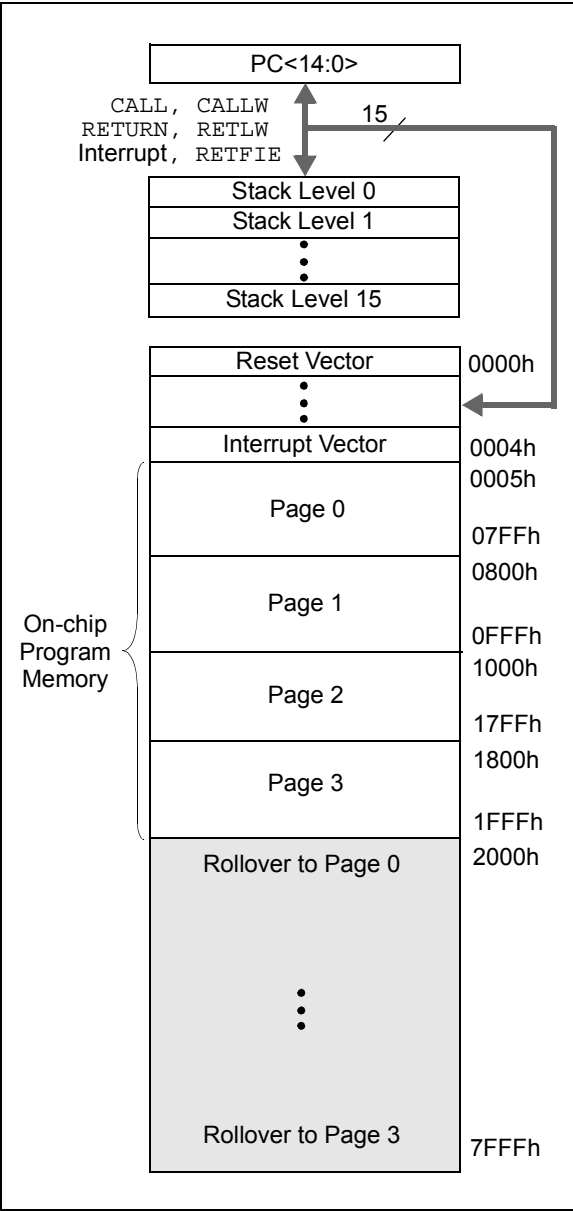 PC<14:0>
CALL, CALLW
15
RETURN, RETLW
Interrupt, RETFIE
Stack Level 0
Stack Level 1
Stack Level 15
Reset Vector
0000h
Interrupt Vector
0004h
0005h
Page 0
07FFh
0800h
Page 1
0FFFh
On-chip
Program
Memory
1000h
Page 2
17FFh
1800h
Page 3
1FFFh
Rollover to Page 0
2000h
Rollover to Page 3
7FFFh